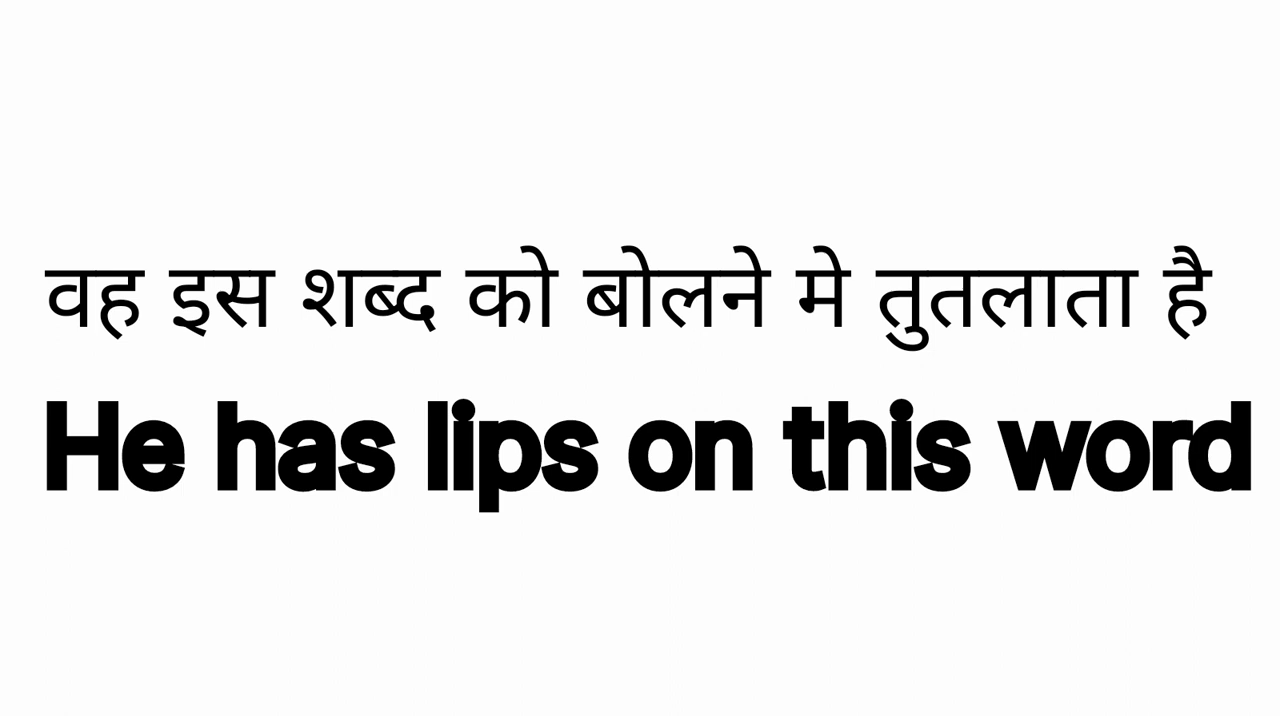 वह इस शब्द को बोलने मे तुतलाता है
He has lips on this word